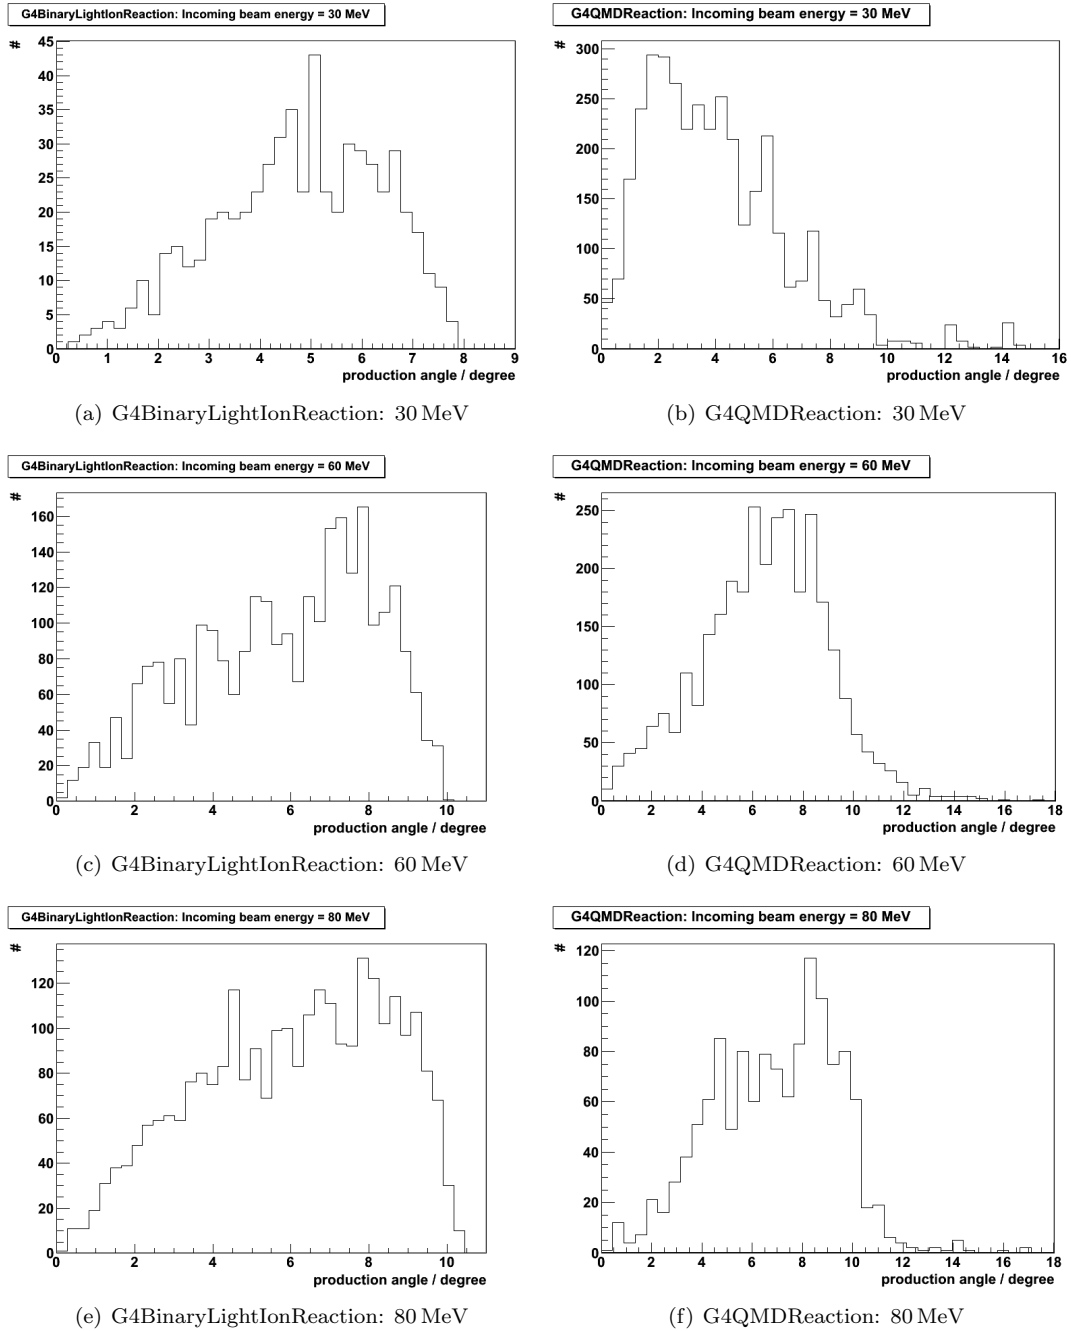 G4BinaryLightIonReaction: Incoming beam energy = 30 MeV
#
45
40
35
30
25
20
15
10
5
0
0 1 2 3 4 5 6 7 8 9
production angle / degree
(a) G4BinaryLightIonReaction: 30 MeV
G4QMDReaction: Incoming beam energy = 30 MeV
#
300
250
200
150
100
50
0
0 2 4 6 8 10 12 14 16
production angle / degree
(b) G4QMDReaction: 30 MeV
G4BinaryLightIonReaction: Incoming beam energy = 60 MeV
#
160
140
120
100
80
60
40
20
0
0 2 4 6 8 10
production angle / degree
(c) G4BinaryLightIonReaction: 60 MeV
G4QMDReaction: Incoming beam energy = 60 MeV
#
250
200
150
100
50
0
0 2 4 6 8 10 12 14 16 18
production angle / degree
(d) G4QMDReaction: 60 MeV
G4BinaryLightIonReaction: Incoming beam energy = 80 MeV
#
120
100
80
60
40
20
0
0 2 4 6 8 10
production angle / degree
(e) G4BinaryLightIonReaction: 80 MeV
G4QMDReaction: Incoming beam energy = 80 MeV
#
120
100
80
60
40
20
0
0 2 4 6 8 10 12 14 16 18
production angle / degree
(f) G4QMDReaction: 80 MeV